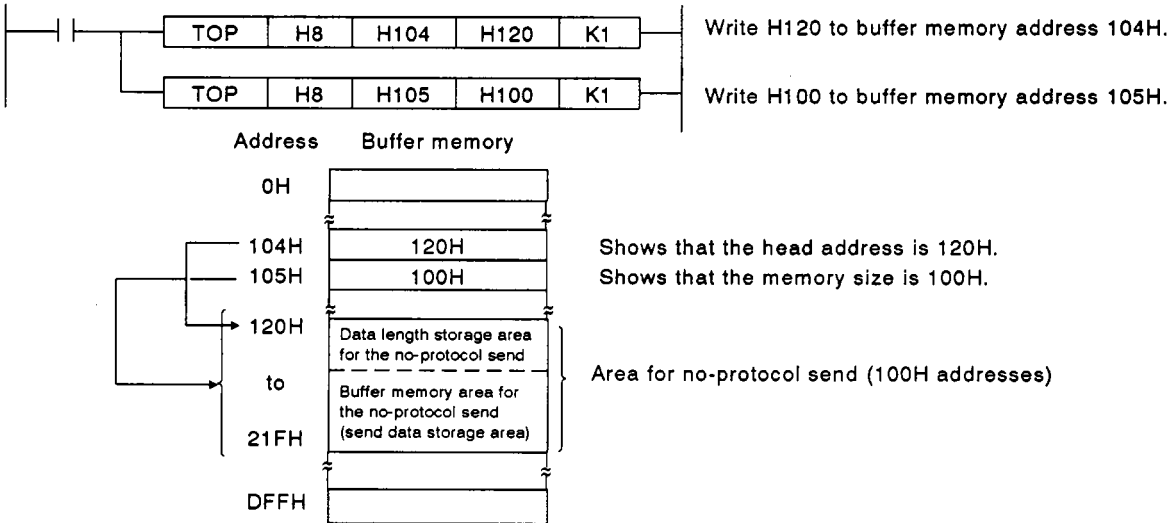 TOP H8 H104 H120 K1 Write H120 to buffer memory address 104H.
TOP H8 H105 H100 K1 Write H100 to buffer memory address 105H.
Address Buffer memory
0H
104H 120H Shows that the head address is 120H.
105H 100H Shows that the memory size is 100H.
120H Data length storage area
for the no-protocol send
to Buffer memory area for
the no-protocol send
(send data storage area)
21FH
Area for no-protocol send (100H addresses)
DFFH